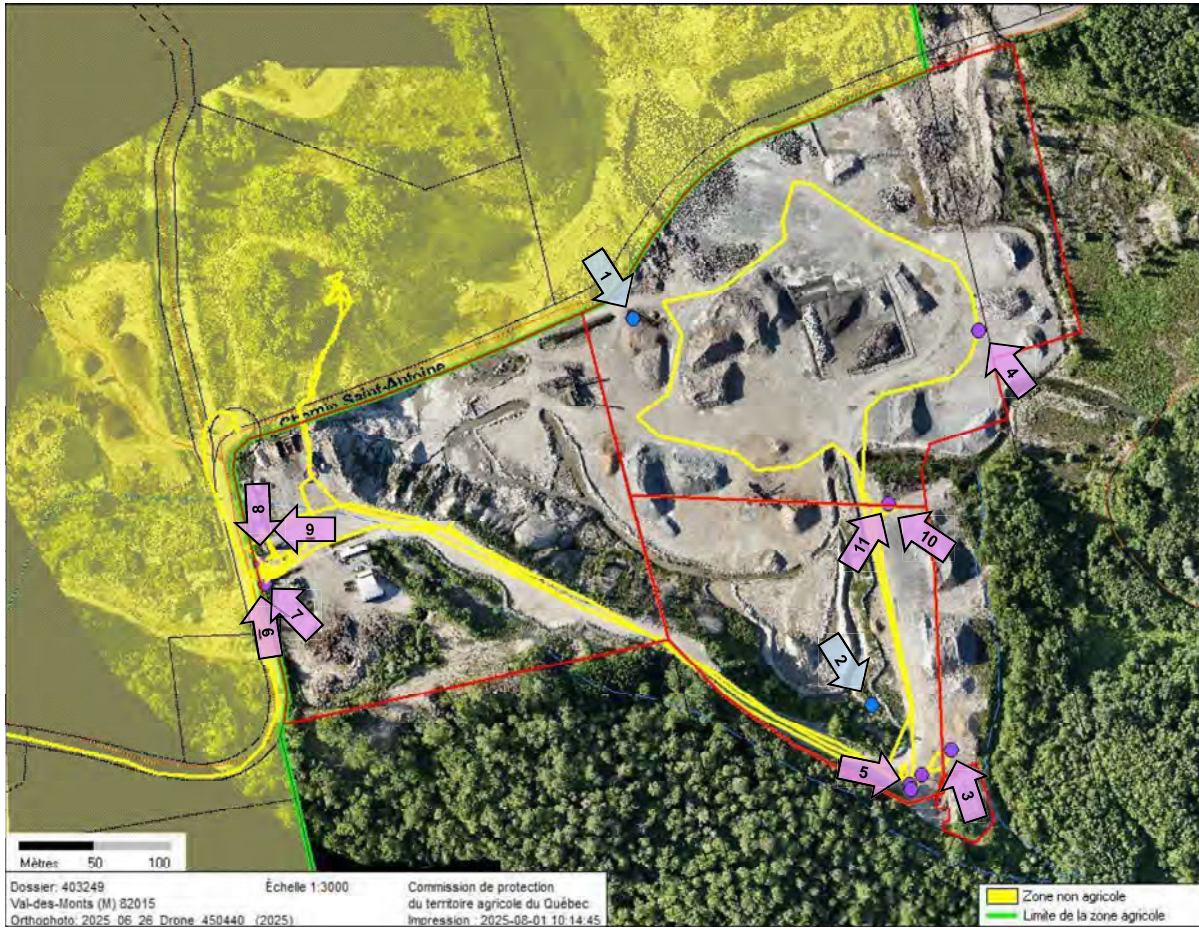 1
4
Chemin Saint-Antoine
8
9
11
10
7
6
2
5
3
Mètres 50 100
Dossier: 403249 Échelle 1:3000 Commission de protection
Val-des-Monts (M) 82015 du territoire agricole du Québec
Orthophoto: 2025_06_26_Drone_450440_(2025) Impression : 2025-08-01 10:14:45
Zone non agricole
Limite de la zone agricole